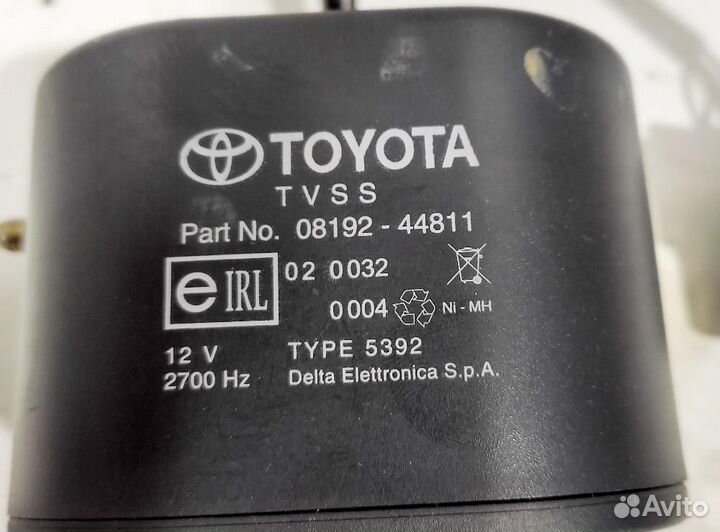 TOYOTA
TVSS
Part No. 08192 - 44811
e IRL 02 0032
0004 Ni - MH
12 V TYPE 5392
2700 Hz Delta Elettronica S.p.A.
Avito